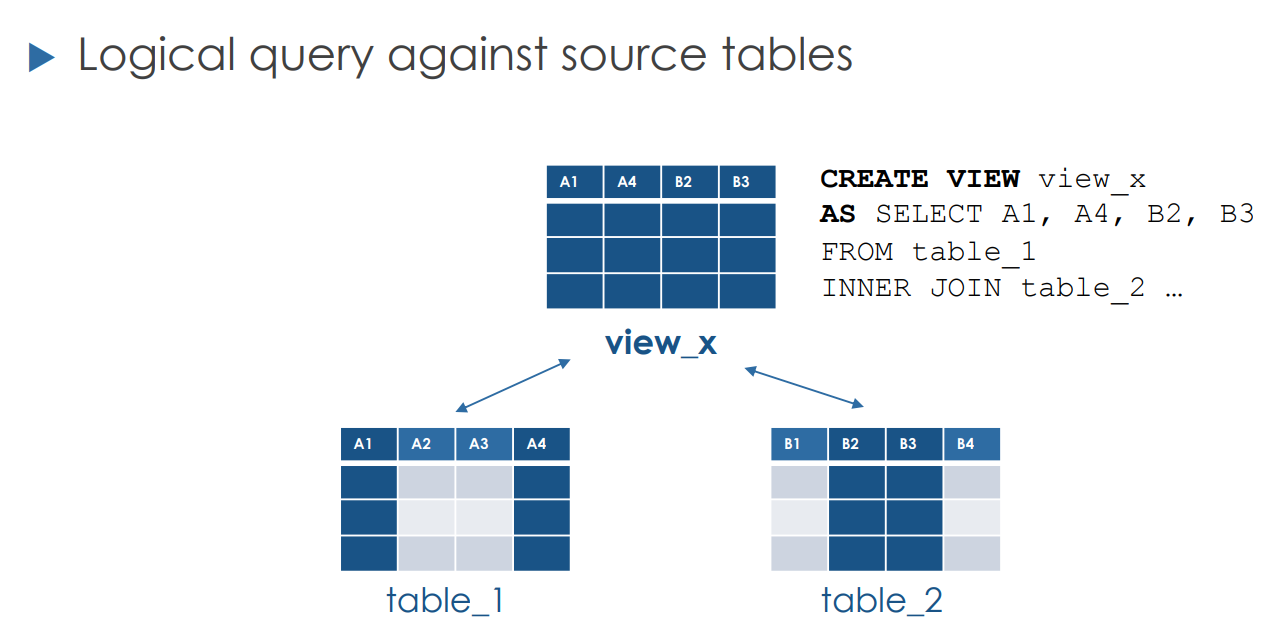 Logical query against source tables
A1 A4 B2 B3
CREATE VIEW view_x
AS SELECT A1, A4, B2, B3
FROM table_1
INNER JOIN table_2 …
view_x
A1 A2 A3 A4
table_1
B1 B2 B3 B4
table_2